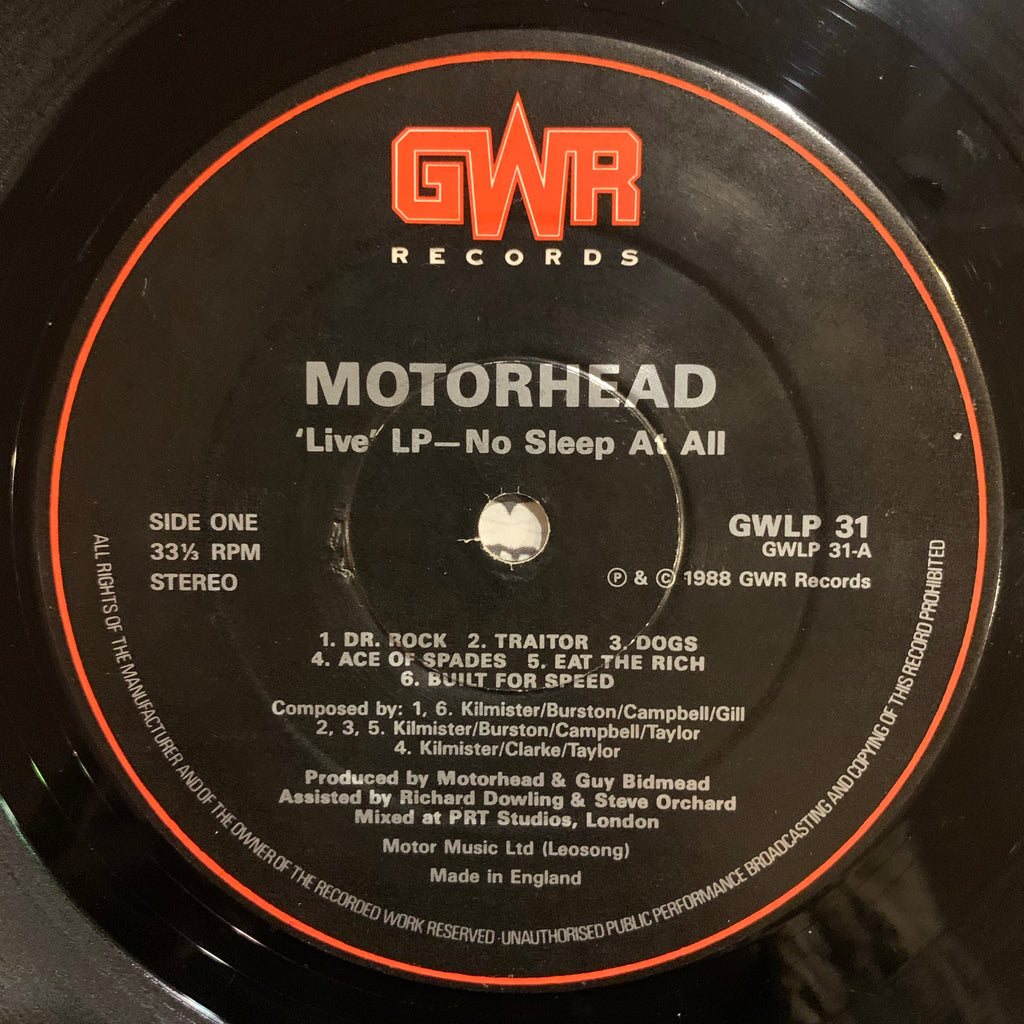 GWR
RECORDS
MOTORHEAD
'Live' LP—No Sleep At All
SIDE ONE
33⅓ RPM
STEREO
GWLP 31
GWLP 31-A
Ⓟ & © 1988 GWR Records
1. DR. ROCK 2. TRAITOR 3. DOGS
4. ACE OF SPADES 5. EAT THE RICH
6. BUILT FOR SPEED
Composed by: 1, 6. Kilmister/Burston/Campbell/Gill
2, 3, 5. Kilmister/Burston/Campbell/Taylor
4. Kilmister/Clarke/Taylor
Produced by Motorhead & Guy Bidmead
Assisted by Richard Dowling & Steve Orchard
Mixed at PRT Studios, London
Motor Music Ltd (Leosong)
Made in England
ALL RIGHTS OF THE MANUFACTURER AND OF THE OWNER OF THE RECORDED WORK RESERVED · UNAUTHORISED PUBLIC PERFORMANCE BROADCASTING AND COPYING OF THIS RECORD PROHIBITED